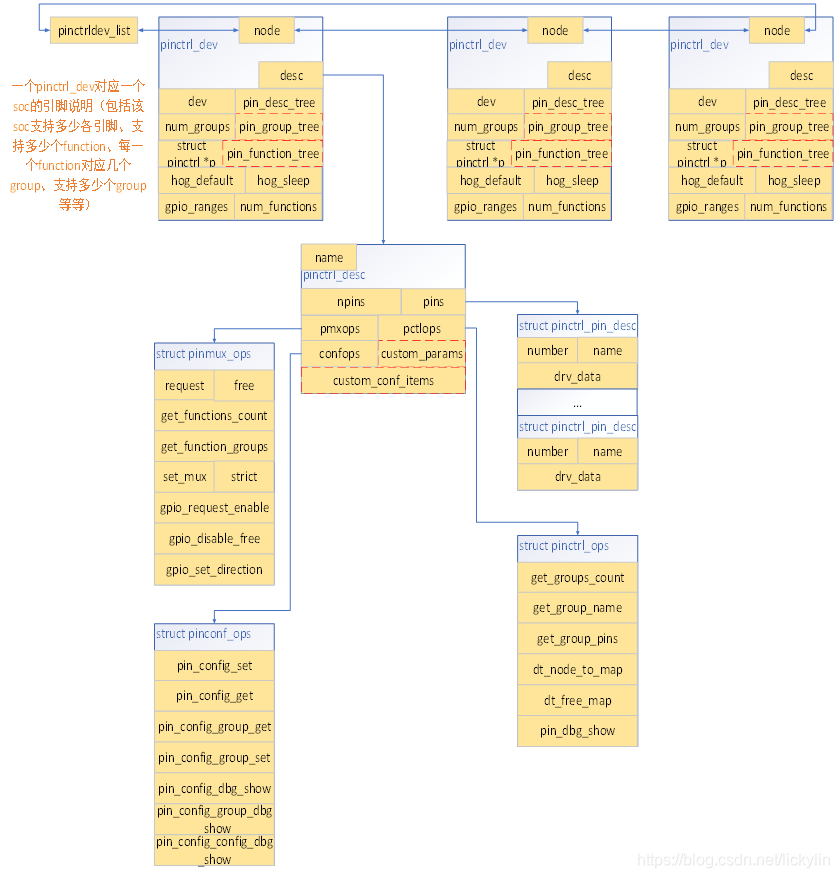 pinctrldev_list
node
node
node
pinctrl_dev
pinctrl_dev
pinctrl_dev
一个pinctrl_dev对应一个
soc的引脚说明（包括该
soc支持多少各引脚、支
持多少个function、每一
个function对应几个
group、支持多少个group
等等）
desc
dev
pin_desc_tree
num_groups
pin_group_tree
struct
pinctrl *p
pin_function_tree
hog_default
hog_sleep
gpio_ranges
num_functions
desc
dev
pin_desc_tree
num_groups
pin_group_tree
struct
pinctrl *p
pin_function_tree
hog_default
hog_sleep
gpio_ranges
num_functions
desc
dev
pin_desc_tree
num_groups
pin_group_tree
struct
pinctrl *p
pin_function_tree
hog_default
hog_sleep
gpio_ranges
num_functions
name
pinctrl_desc
npins
pins
pmxops
pctlops
confops
custom_params
custom_conf_items
struct pinmux_ops
request
free
get_functions_count
get_function_groups
set_mux
strict
gpio_request_enable
gpio_disable_free
gpio_set_direction
struct pinctrl_pin_desc
number
name
drv_data
...
struct pinctrl_pin_desc
number
name
drv_data
struct pinctrl_ops
get_groups_count
get_group_name
get_group_pins
dt_node_to_map
dt_free_map
pin_dbg_show
struct pinconf_ops
pin_config_set
pin_config_get
pin_config_group_get
pin_config_group_set
pin_config_dbg_show
pin_config_group_dbg
show
pin_config_config_dbg
_show
https://blog.csdn.net/lickylin